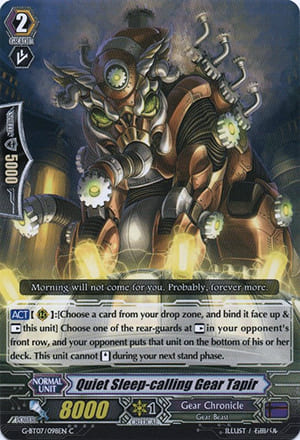 2
GRADE
SHIELD
5000
Morning will not come for you. Probably, forever more.
ACT [ ]:[Choose a card from your drop zone, and bind it face up &
this unit] Choose one of the rear-guards at in your opponent's
front row, and your opponent puts that unit on the bottom of his or her
deck. This unit cannot during your next stand phase.
NORMAL
UNIT
Quiet Sleep-calling Gear Tapir
POWER
8000
1
CRITICAL
Gear Chronicle
Gear Beast
G-BT07/098EN C
ILLUST /